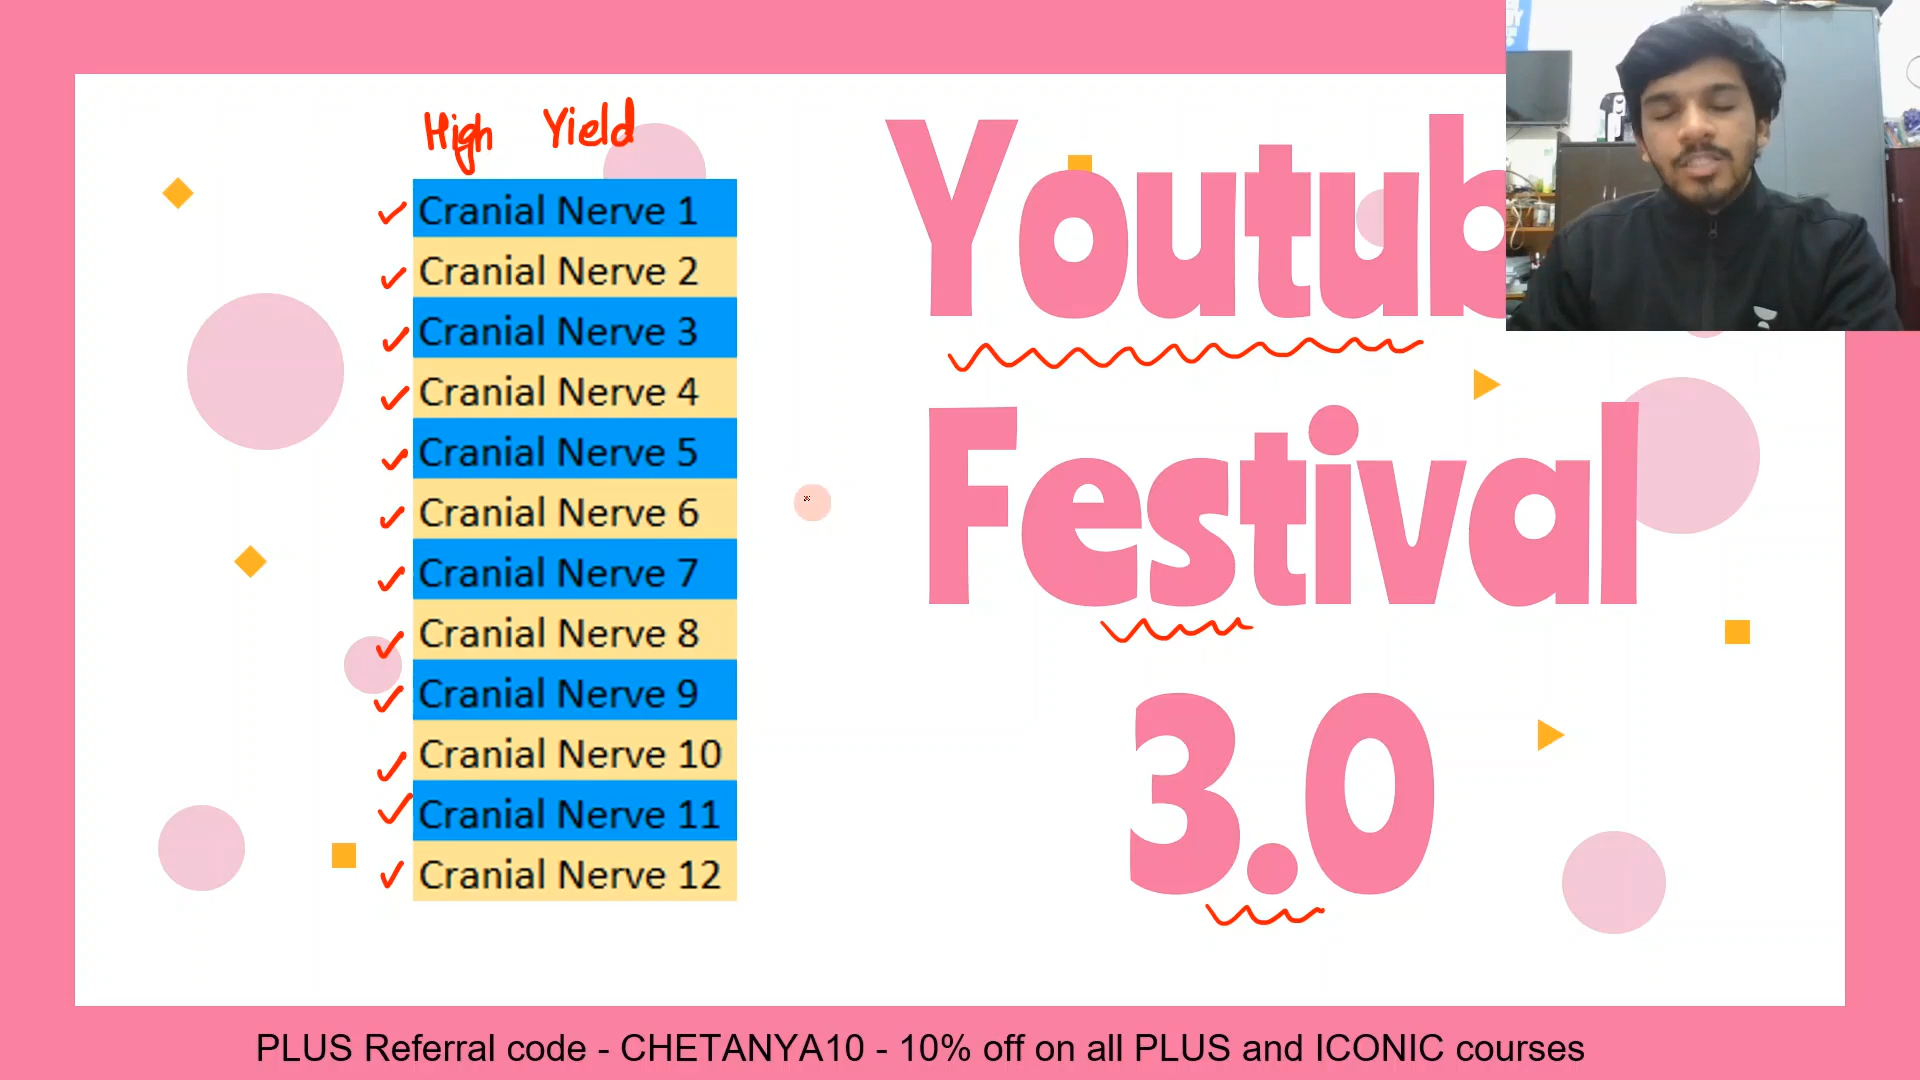 High Yield
Cranial Nerve 1
Cranial Nerve 2
Cranial Nerve 3
Cranial Nerve 4
Cranial Nerve 5
Cranial Nerve 6
Cranial Nerve 7
Cranial Nerve 8
Cranial Nerve 9
Cranial Nerve 10
Cranial Nerve 11
Cranial Nerve 12
Youtub
Festival
3.0
PLUS Referral code - CHETANYA10 - 10% off on all PLUS and ICONIC courses